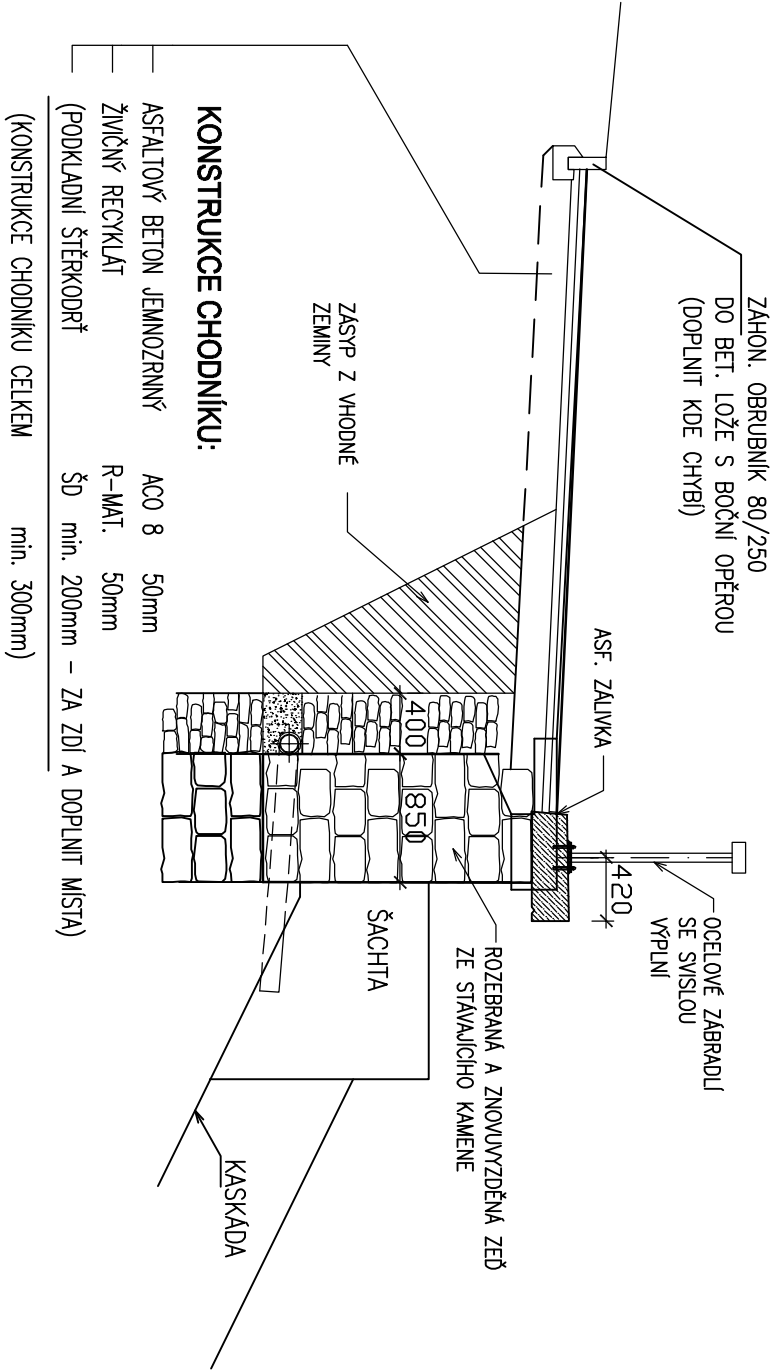 ZÁHON. OBRUBNÍK 80/250
DO BET. LOŽE S BOČNÍ OPĚROU
(DOPLNIT KDE CHYBÍ)
ASF. ZÁLIVKA
420
OCELOVÉ ZÁBRADLÍ
SE SVISLOU
VÝPLNÍ
ZÁSYP Z VHODNÉ
ZEMINY
400
850
ROZEBRANÁ A ZNOVUVYZDĚNÁ ZEĎ
ZE STÁVAJÍCÍHO KAMENE
ŠACHTA
KASKÁDA
KONSTRUKCE CHODNÍKU:
ASFALTOVÝ BETON JEMNOZRNNÝ ACO 8 50mm
ŽIVIČNÝ RECYKLÁT R-MAT. 50mm
(PODKLADNÍ ŠTĚRKODRŤ ŠD min. 200mm - ZA ZDÍ A DOPLNIT MÍSTA)
(KONSTRUKCE CHODNÍKU CELKEM min. 300mm)